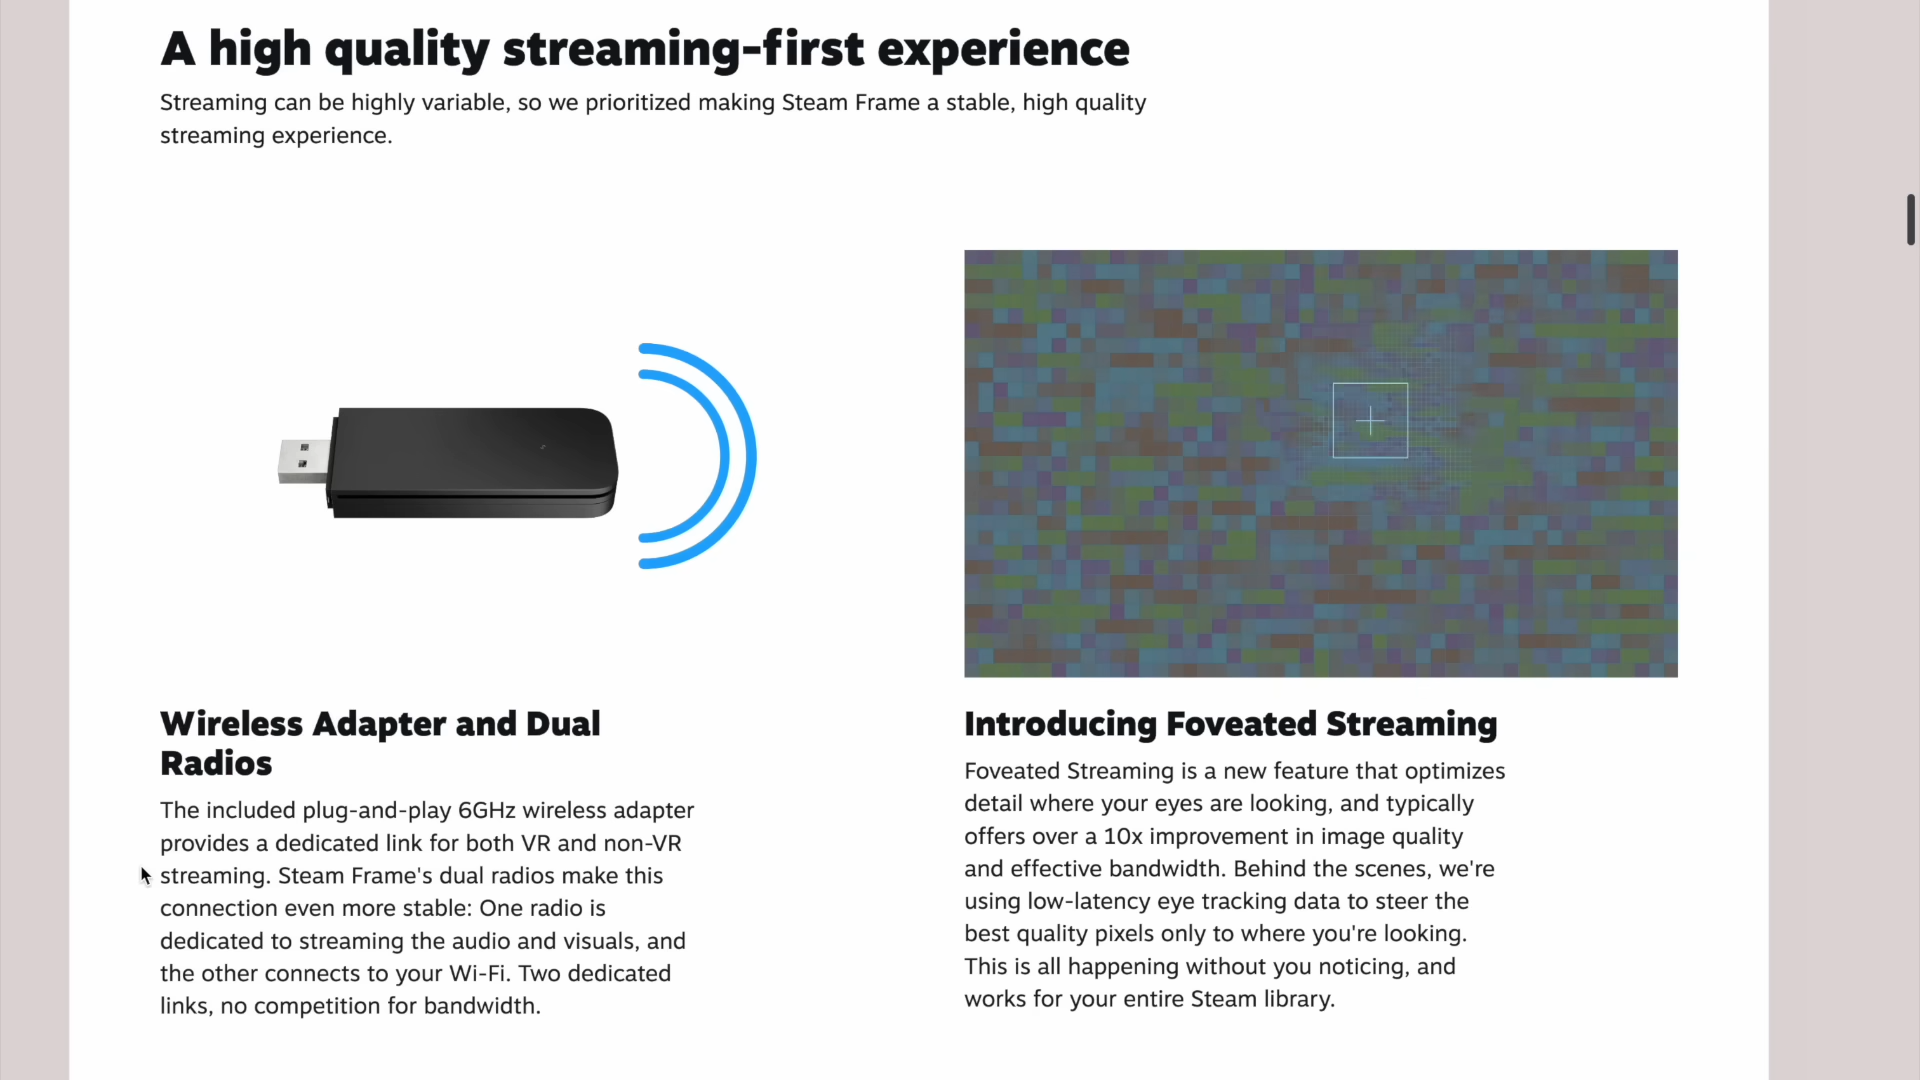 A high quality streaming-first experience
Streaming can be highly variable, so we prioritized making Steam Frame a stable, high quality
streaming experience.
Wireless Adapter and Dual
Radios
The included plug-and-play 6GHz wireless adapter
provides a dedicated link for both VR and non-VR
streaming. Steam Frame's dual radios make this
connection even more stable: One radio is
dedicated to streaming the audio and visuals, and
the other connects to your Wi-Fi. Two dedicated
links, no competition for bandwidth.
Introducing Foveated Streaming
Foveated Streaming is a new feature that optimizes
detail where your eyes are looking, and typically
offers over a 10x improvement in image quality
and effective bandwidth. Behind the scenes, we're
using low-latency eye tracking data to steer the
best quality pixels only to where you're looking.
This is all happening without you noticing, and
works for your entire Steam library.